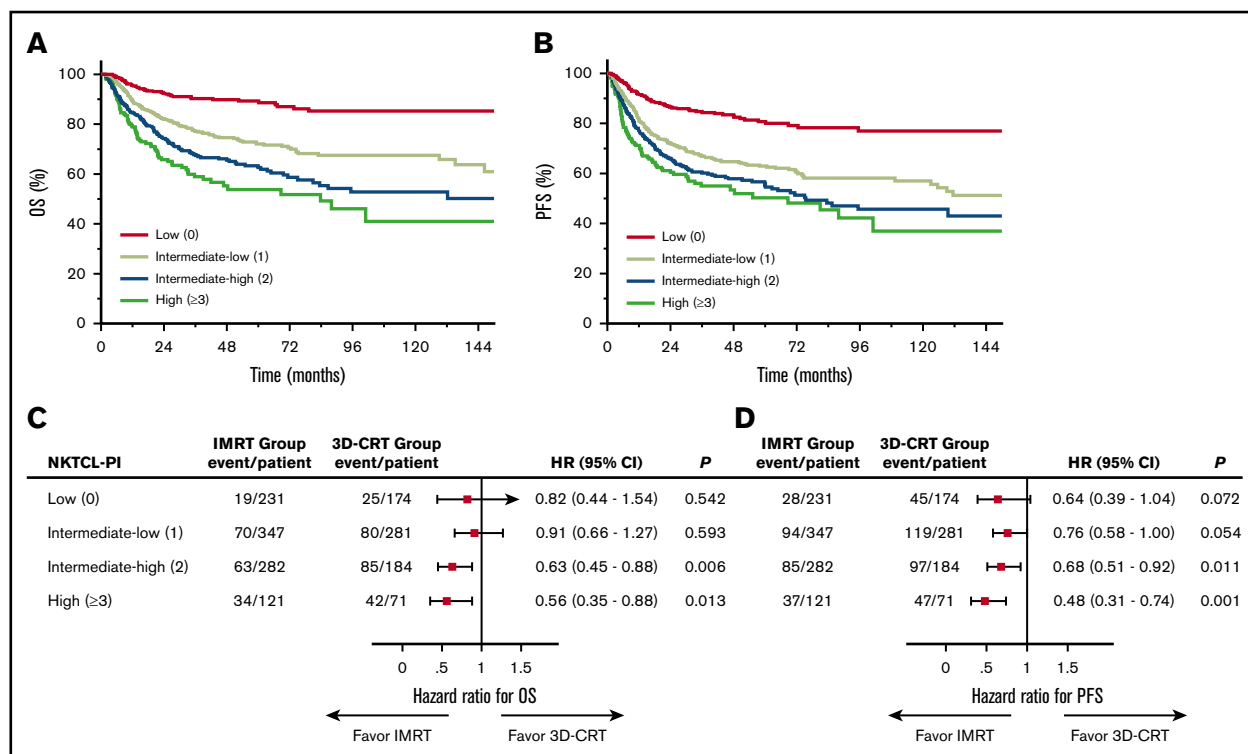 A
B
100
80
60
40
60
20
0
OS (%)
Low (0)
Intermediate-low (1)
Intermediate-high (2)
High (≥3)
0 24 48 72 96 120 144
Time (months)
100
80
60
40
20
0
PFS (%)
Low (0)
Intermediate-low (1)
Intermediate-high (2)
High (≥3)
0 24 48 72 96 120 144
Time (months)
C
D
IMRT Group 3D-CRT Group IMRT Group 3D-CRT Group
NKTCL-PI event/patient event/patient HR (95% CI) P event/patient event/patient HR (95% CI) P
Low (0) 19/231 25/174 0.82 (0.44 - 1.54) 0.542 28/231 45/174 0.64 (0.39 - 1.04) 0.072
Intermediate-low (1) 70/347 80/281 0.91 (0.66 - 1.27) 0.593 94/347 119/281 0.76 (0.58 - 1.00) 0.054
Intermediate-high (2) 63/282 85/184 0.63 (0.45 - 0.88) 0.006 85/282 97/184 0.68 (0.51 - 0.92) 0.011
High (≥3) 34/121 42/71 0.56 (0.35 - 0.88) 0.013 37/121 47/71 0.48 (0.31 - 0.74) 0.001
0 .5 1 1.5 0 .5 1 1.5
Hazard ratio for OS Hazard ratio for PFS
Favor IMRT Favor 3D-CRT Favor IMRT Favor 3D-CRT